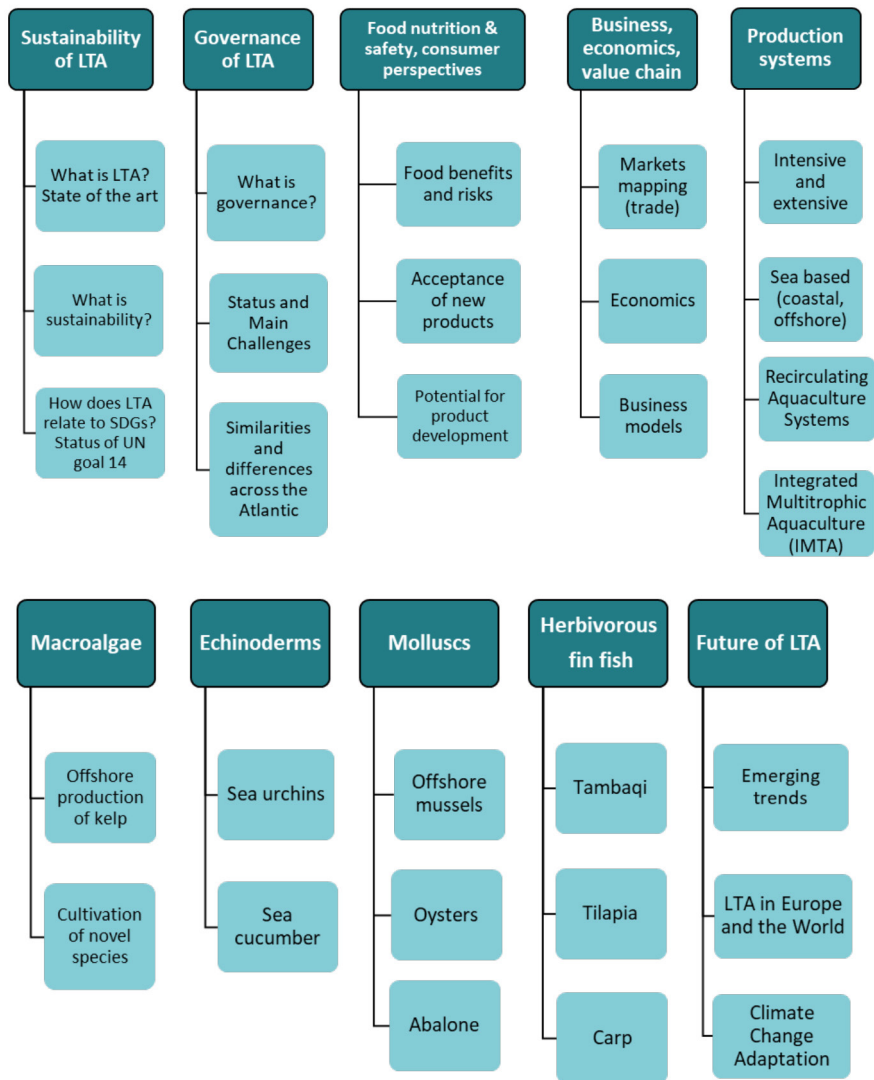 Sustainability
of LTA
What is LTA?
State of the art
What is
sustainability?
How does LTA
relate to SDGs?
Status of UN
goal 14
Governance
of LTA
What is
governance?
Status and
Main
Challenges
Similarities
and
differences
across the
Atlantic
Food nutrition &
safety, consumer
perspectives
Food benefits
and risks
Acceptance
of new
products
Potential for
product
development
Business,
economics,
value chain
Markets
mapping
(trade)
Economics
Business
models
Production
systems
Intensive
and
extensive
Sea based
(coastal,
offshore)
Recirculating
Aquaculture
Systems
Integrated
Multitrophic
Aquaculture
(IMTA)
Macroalgae
Offshore
production
of kelp
Cultivation
of novel
species
Echinoderms
Sea urchins
Sea
cucumber
Molluscs
Offshore
mussels
Oysters
Abalone
Herbivorous
fin fish
Tambaqi
Tilapia
Carp
Future of LTA
Emerging
trends
LTA in Europe
and the World
Climate
Change
Adaptation